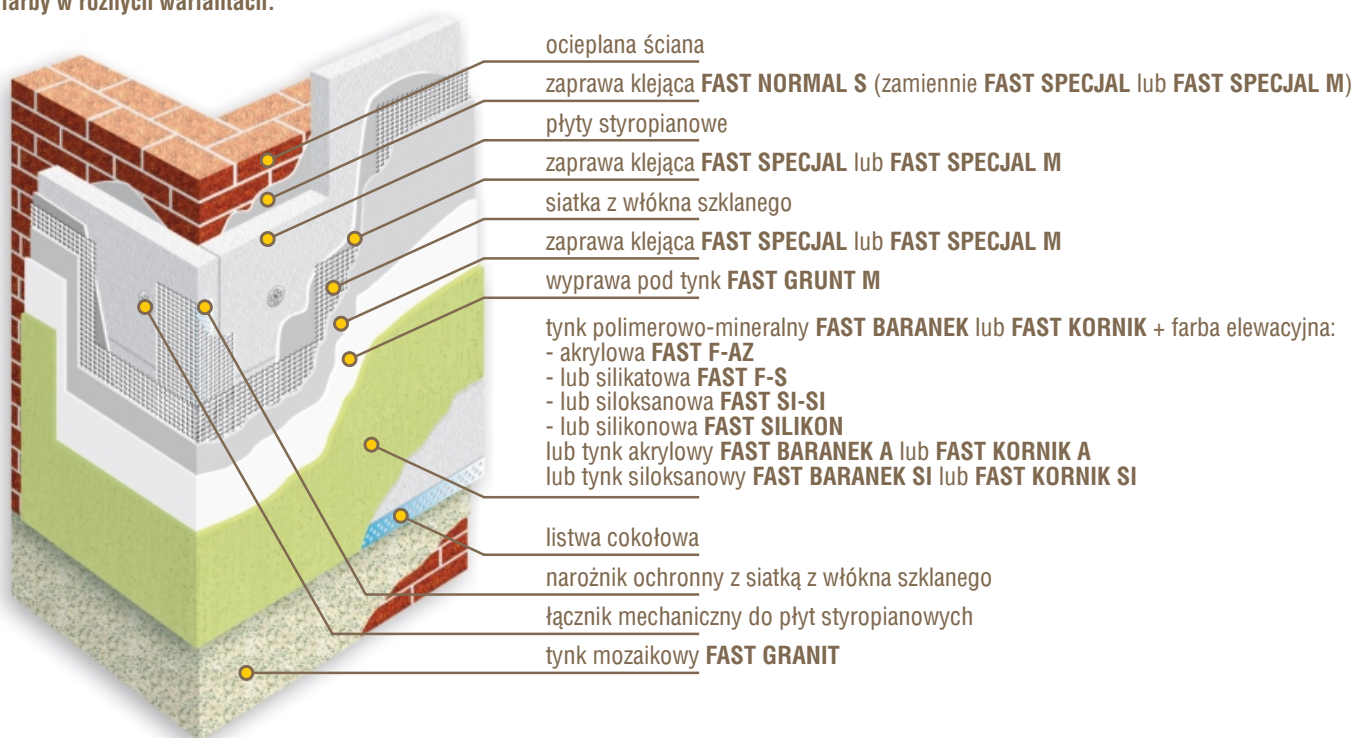 farby w różnych wariantach:
ocieplana ściana
zaprawa klejąca FAST NORMAL S (zamiennie FAST SPECJAL lub FAST SPECJAL M)
płyty styropianowe
zaprawa klejąca FAST SPECJAL lub FAST SPECJAL M
siatka z włókna szklanego
zaprawa klejąca FAST SPECJAL lub FAST SPECJAL M
wyprawa pod tynk FAST GRUNT M
tynk polimerowo-mineralny FAST BARANEK lub FAST KORNIK + farba elewacyjna:
- akrylowa FAST F-AZ
- lub silikatowa FAST F-S
- lub siloksanowa FAST SI-SI
- lub silikonowa FAST SILIKON
lub tynk akrylowy FAST BARANEK A lub FAST KORNIK A
lub tynk siloksanowy FAST BARANEK SI lub FAST KORNIK SI
listwa cokołowa
narożnik ochronny z siatką z włókna szklanego
łącznik mechaniczny do płyt styropianowych
tynk mozaikowy FAST GRANIT